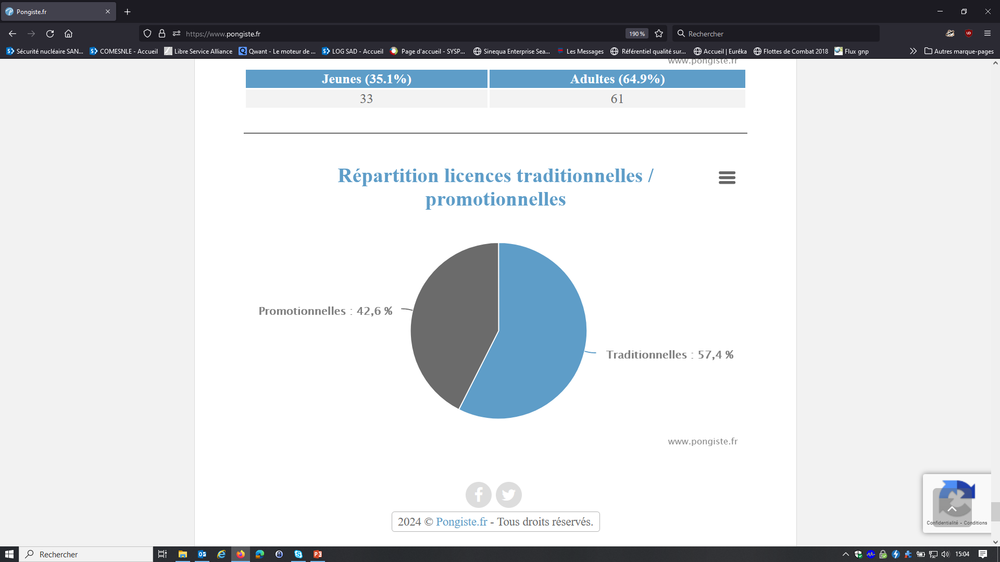 Pongiste.fr
https://www.pongiste.fr
190 %
Rechercher
Sécurité nucléaire SAN...
COMESNLE - Accueil
Libre Service Alliance
Qwant - Le moteur de ...
LOG SAD - Accueil
Page d'accueil - SYSP...
Sinequa Enterprise Sea...
Les Messages
Référentiel qualité sur...
Accueil | Eurêka
Flottes de Combat 2018
Flux gnp
Autres marque-pages
www.pongiste.fr
Jeunes (35.1%)
Adultes (64.9%)
33
61
Répartition licences traditionnelles /
promotionnelles
Promotionnelles : 42,6 %
Traditionnelles : 57,4 %
www.pongiste.fr
2024 © Pongiste.fr - Tous droits réservés.
Confidentialité - Conditions
Rechercher
15:04